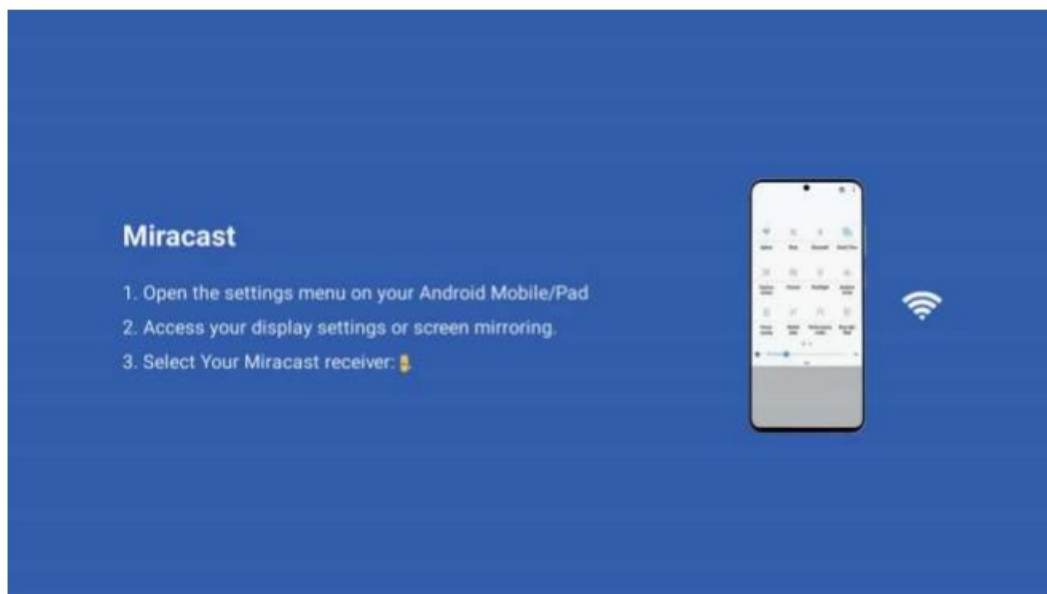 Miracast
1. Open the settings menu on your Android Mobile/Pad
2. Access your display settings or screen mirroring.
3. Select Your Miracast receiver: